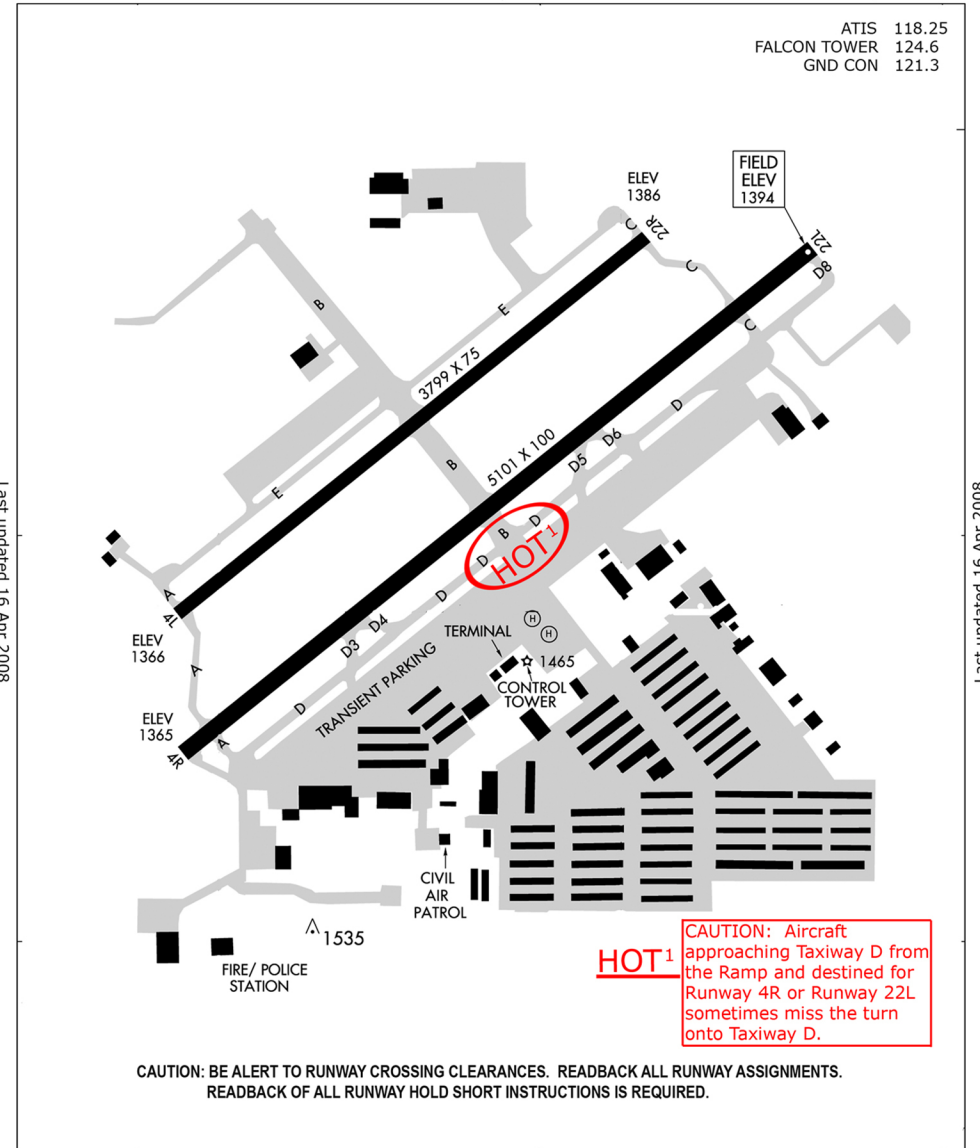 ATIS 118.25
FALCON TOWER 124.6
GND CON 121.3
FIELD
ELEV
1394
ELEV
1386
22R
22L
C
C
D8
C
B
E
3799 X 75
D
5101 X 100
D6
D5
B
E
D
B
D
HOT¹
D
A
4L
ELEV
1366
D4
D3
H
H
TERMINAL
1465
CONTROL
TOWER
TRANSIENT PARKING
A
D
ELEV
1365
A
4R
CIVIL
AIR
PATROL
1535
FIRE/ POLICE
STATION
HOT¹
CAUTION: Aircraft
approaching Taxiway D from
the Ramp and destined for
Runway 4R or Runway 22L
sometimes miss the turn
onto Taxiway D.
CAUTION: BE ALERT TO RUNWAY CROSSING CLEARANCES. READBACK ALL RUNWAY ASSIGNMENTS.
READBACK OF ALL RUNWAY HOLD SHORT INSTRUCTIONS IS REQUIRED.
Last updated 16 Apr 2008
Last updated 16 Apr 2008